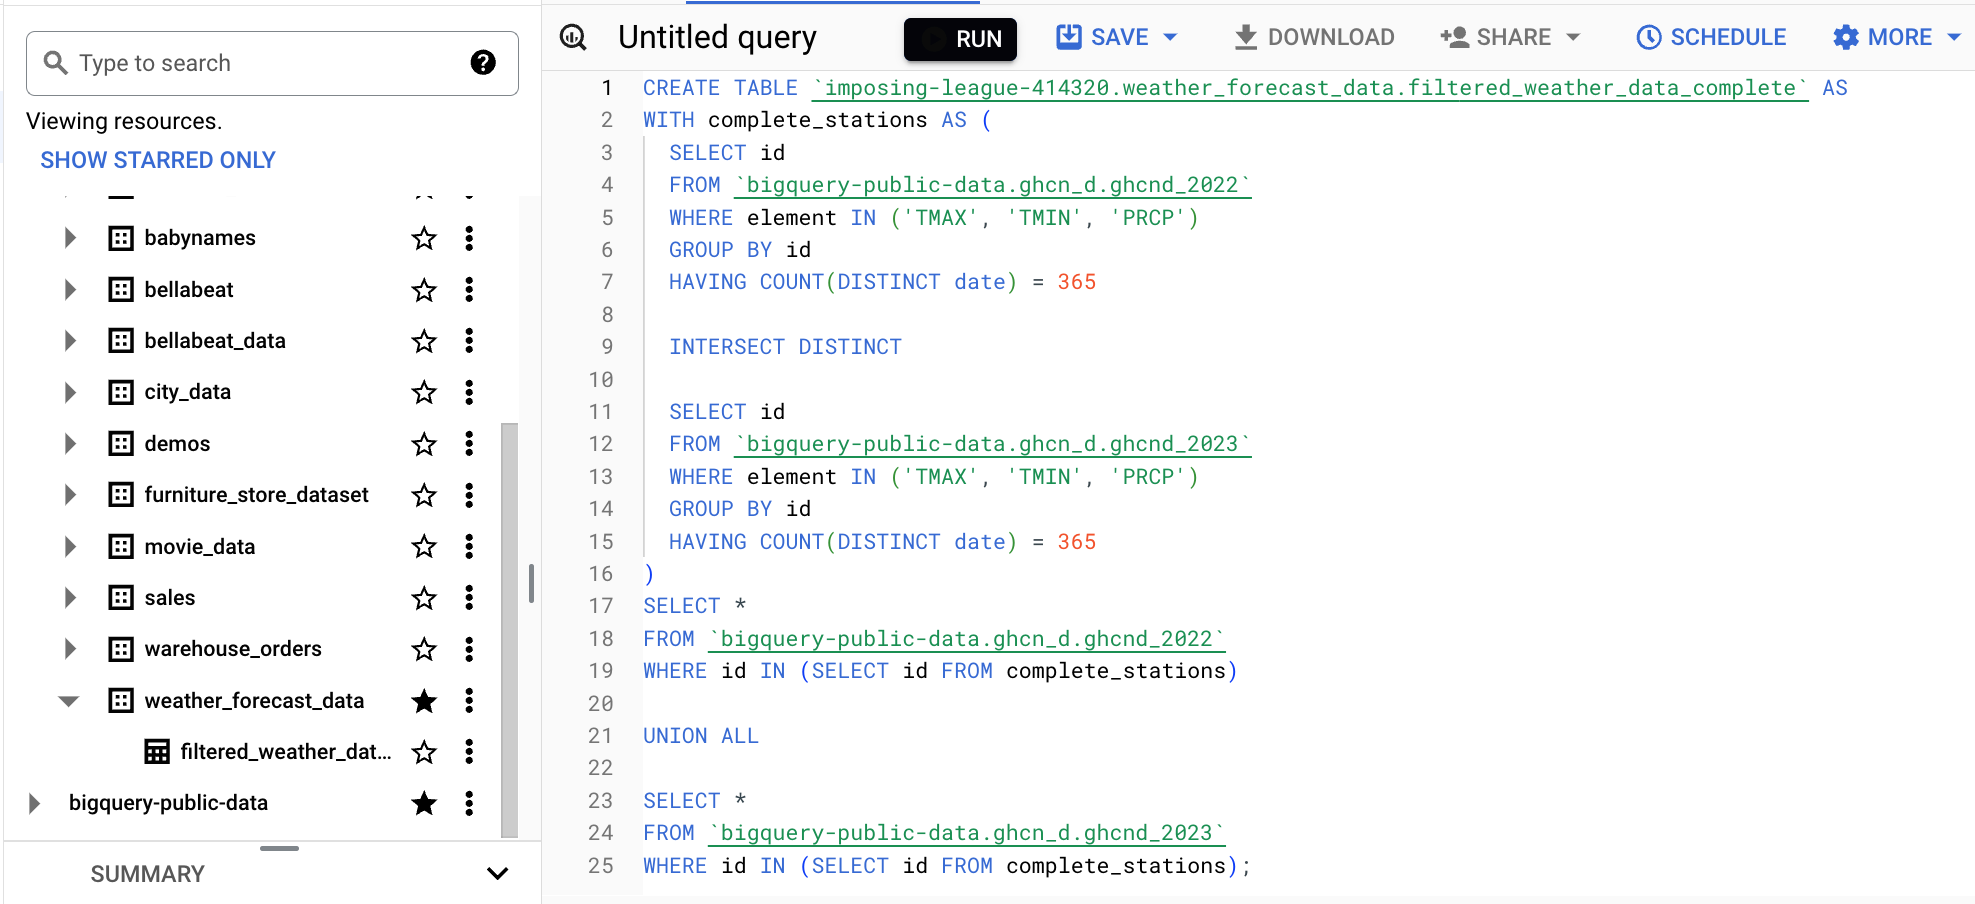 Type to search
Viewing resources.
SHOW STARRED ONLY
babynames
bellabeat
bellabeat_data
city_data
demos
furniture_store_dataset
movie_data
sales
warehouse_orders
weather_forecast_data
filtered_weather_dat...
bigquery-public-data
SUMMARY
Untitled query RUN SAVE DOWNLOAD SHARE SCHEDULE MORE
1 CREATE TABLE `imposing-league-414320.weather_forecast_data.filtered_weather_data_complete` AS
2 WITH complete_stations AS (
3 SELECT id
4 FROM `bigquery-public-data.ghcn_d.ghcnd_2022`
5 WHERE element IN ('TMAX', 'TMIN', 'PRCP')
6 GROUP BY id
7 HAVING COUNT(DISTINCT date) = 365
8
9 INTERSECT DISTINCT
10
11 SELECT id
12 FROM `bigquery-public-data.ghcn_d.ghcnd_2023`
13 WHERE element IN ('TMAX', 'TMIN', 'PRCP')
14 GROUP BY id
15 HAVING COUNT(DISTINCT date) = 365
16 )
17 SELECT *
18 FROM `bigquery-public-data.ghcn_d.ghcnd_2022`
19 WHERE id IN (SELECT id FROM complete_stations)
20
21 UNION ALL
22
23 SELECT *
24 FROM `bigquery-public-data.ghcn_d.ghcnd_2023`
25 WHERE id IN (SELECT id FROM complete_stations);